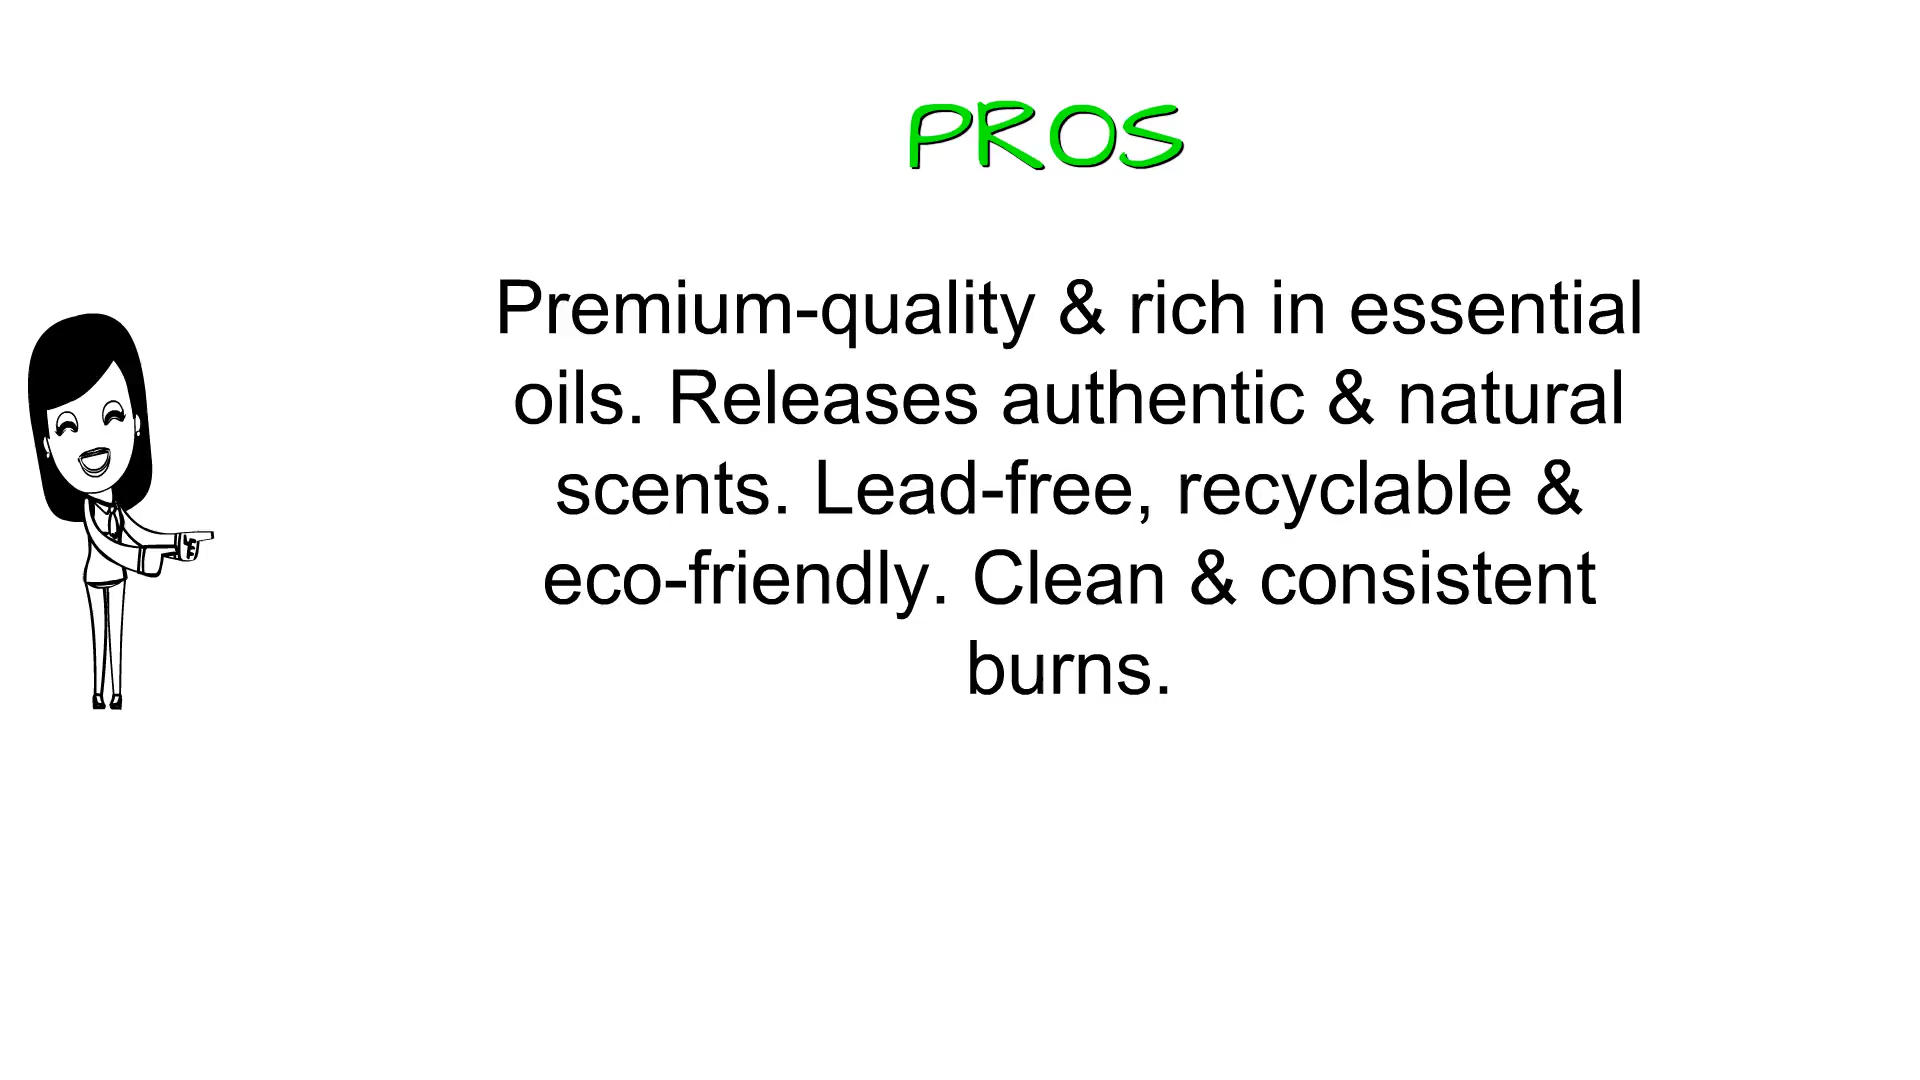 PROS
Premium-quality & rich in essential
oils. Releases authentic & natural
scents. Lead-free, recyclable &
eco-friendly. Clean & consistent
burns.